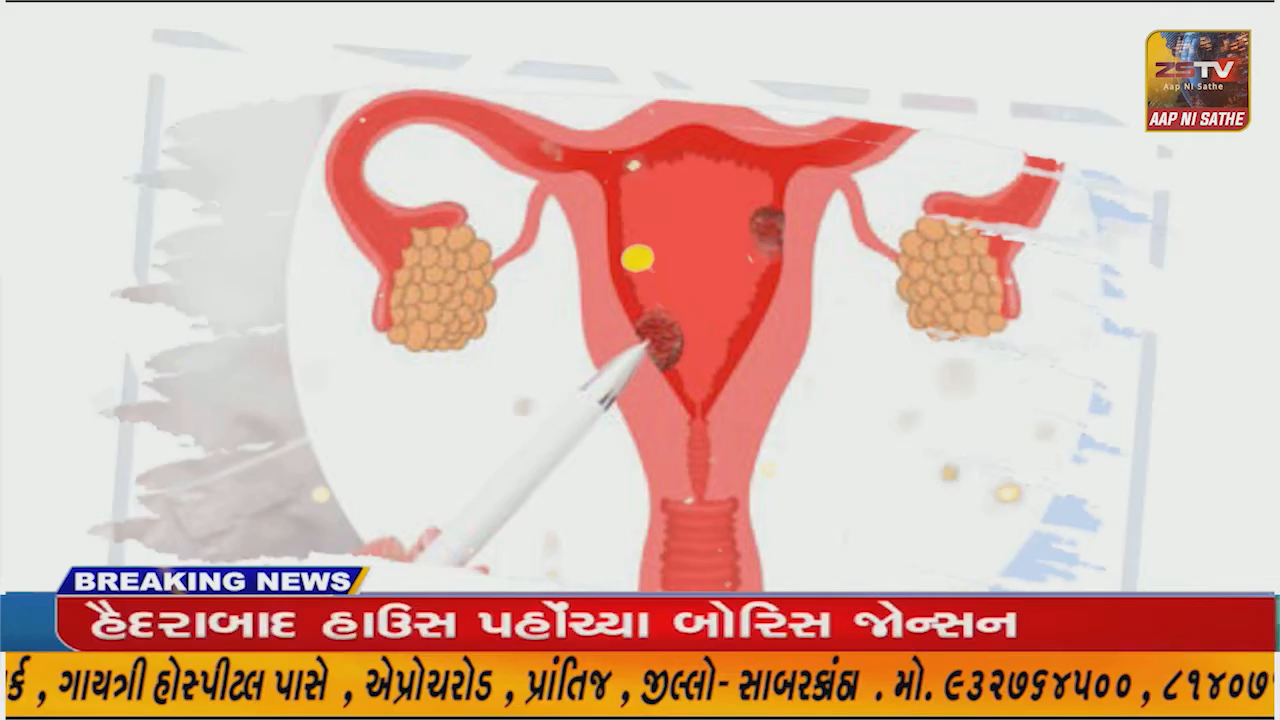 ZSTV
Aap Ni Sathe
AAP NI SATHE
BREAKING NEWS
હૈદરાબાદ હાઉસ પહોંચ્યા બોરિસ જોન્સન
ર્ક , ગાયત્રી હોસ્પીટલ પાસે , એપ્રોચરોડ , પ્રાંતિજ , જીલ્લો- સાબરકાંઠા . મો. ૯૩૨૭૬૪૫૦૦ , ૮૧૪૦૭